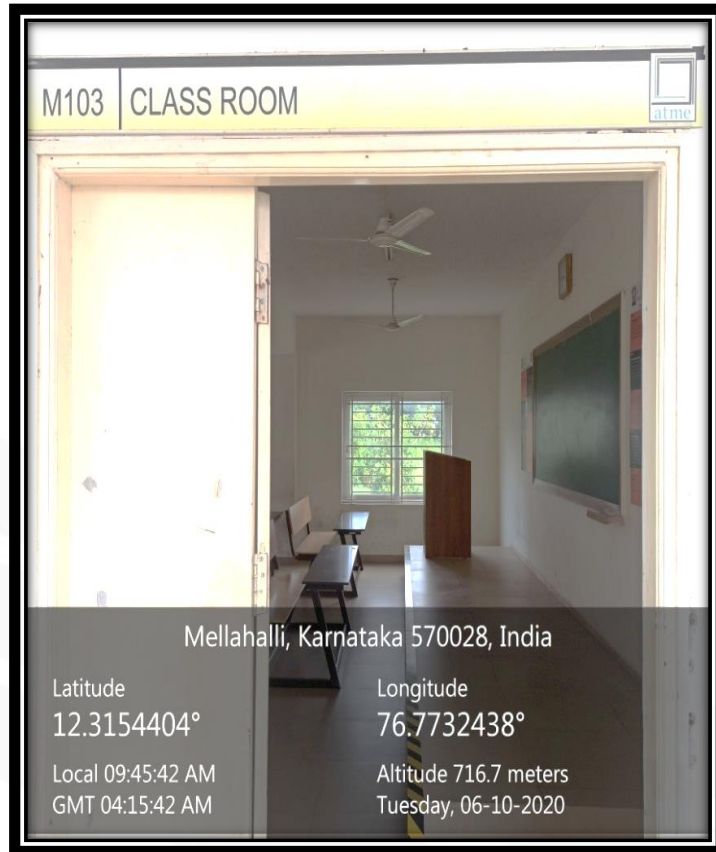 M103 CLASS ROOM
atme
Mellahalli, Karnataka 570028, India
Latitude
12.3154404°
Longitude
76.7732438°
Local 09:45:42 AM
GMT 04:15:42 AM
Altitude 716.7 meters
Tuesday, 06-10-2020